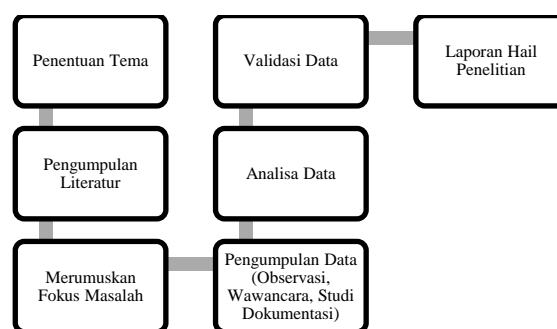 Penentuan Tema
Pengumpulan
Literatur
Merumuskan
Fokus Masalah
Pengumpulan Data
(Observasi,
Wawancara, Studi
Dokumentasi)
Analisa Data
Validasi Data
Laporan Hail
Penelitian